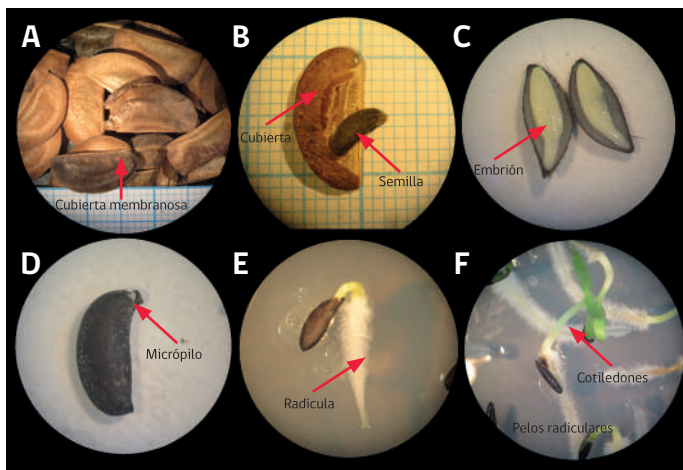 A
Cubierta membranosa
B
Cubierta
Semilla
C
Embrión
D
Micrópilo
E
Radícula
F
Cotiledones
Pelos radiculares